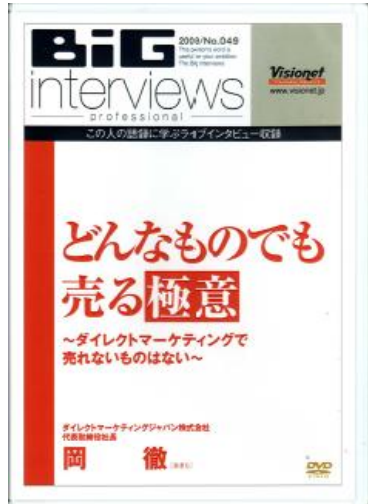 BiG
2009/No.049
This person's word is
useful on your ambition.
The Big Interviews
interviews
professional
Visionet
www.visionet.jp
この人の語録に学ぶライブインタビュー収録
どんなものでも
売る極意
～ダイレクトマーケティングで
売れないものはない～
ダイレクトマーケティングジャパン株式会社
代表取締役社長
岡 徹
DVD